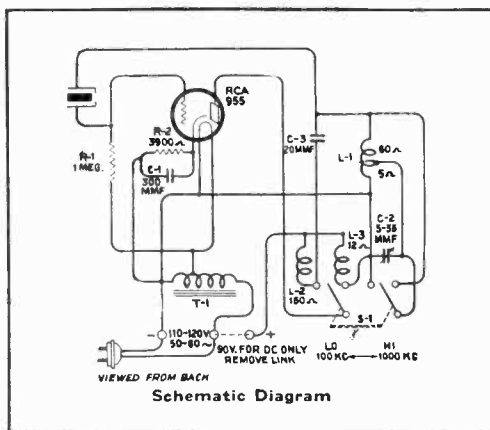 RCA
955
R-2
3900Ω
C-1
300
MMF
R-1
1 MEG.
C-3
20MMF
L-1
60Ω
5Ω
C-2
5-35
MMF
L-3
12Ω
L-2
150Ω
T-1
S-1
- 110-120V. 50-60~ +
90V. FOR DC ONLY
REMOVE LINK
LO
100 KC
HI
1000 KC
VIEWED FROM BACK
Schematic Diagram